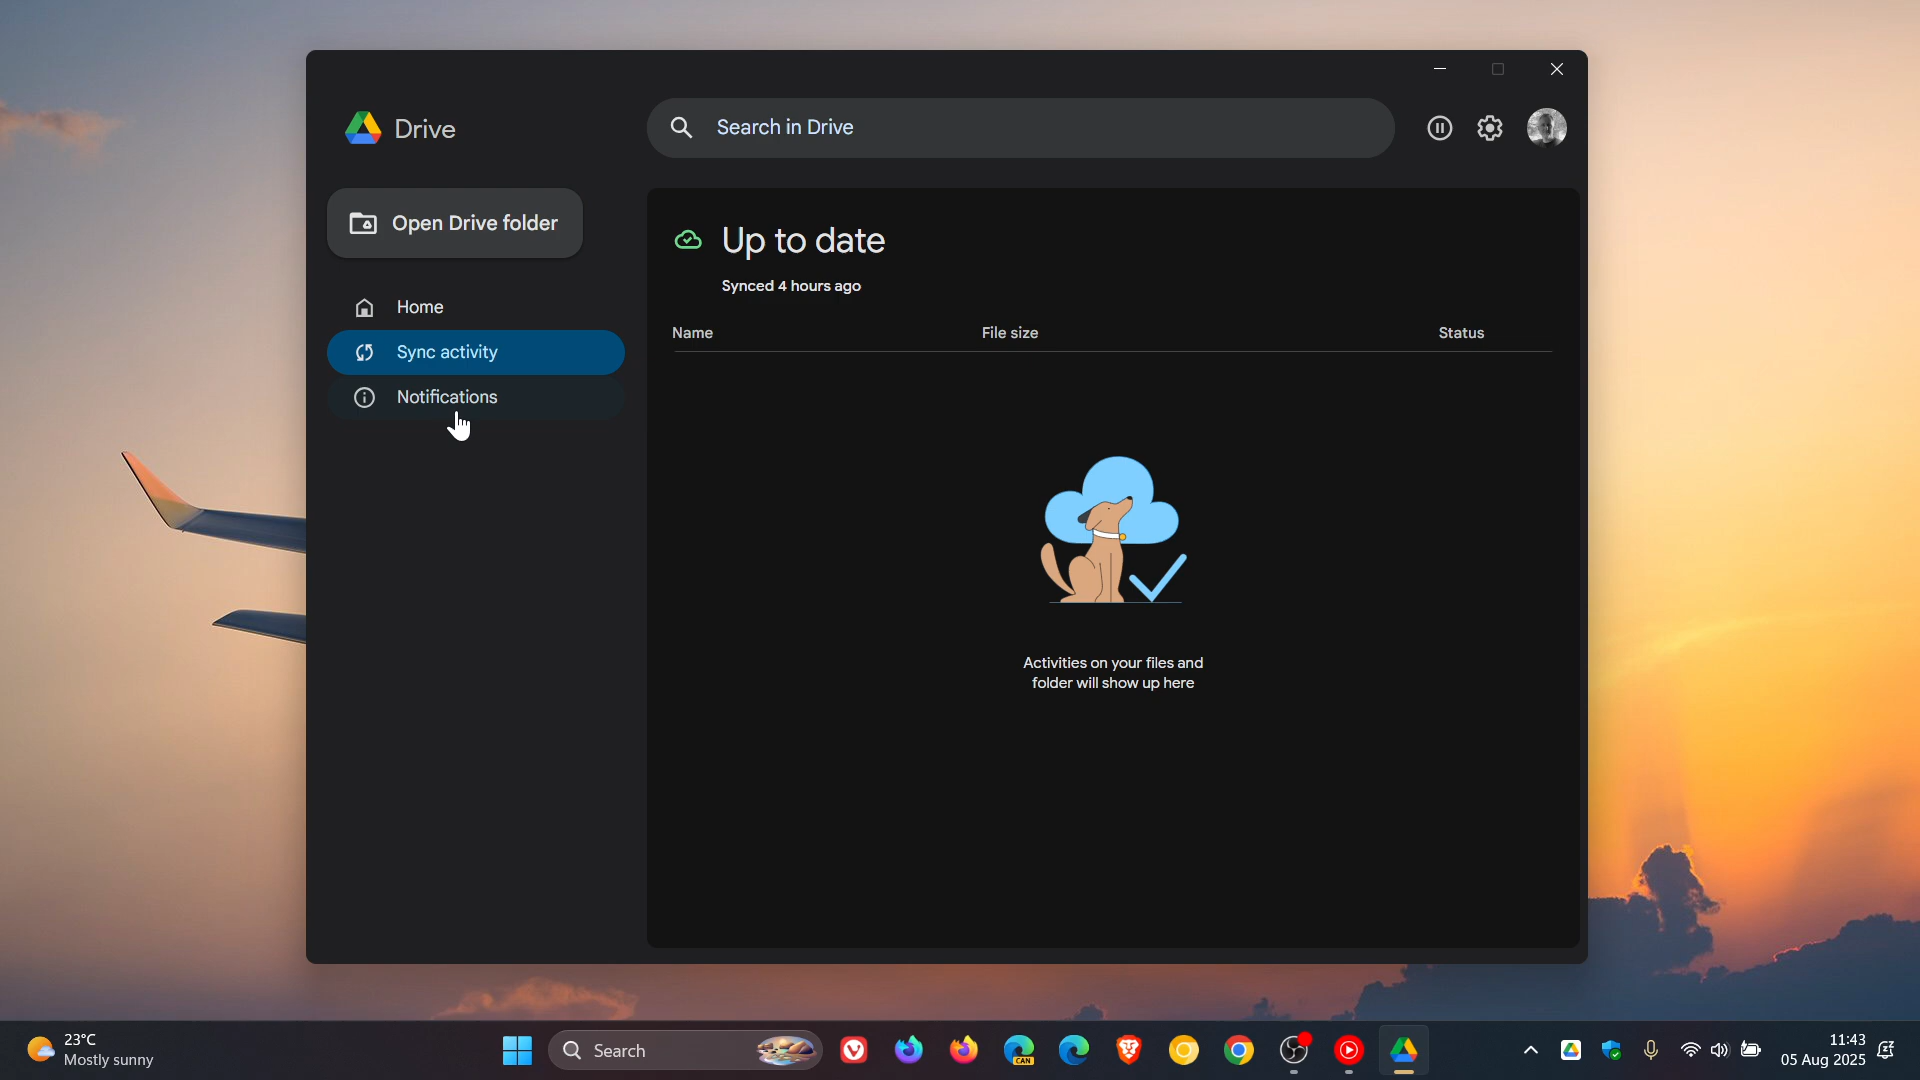 Drive
Search in Drive
Open Drive folder
Home
Sync activity
Notifications
Up to date
Synced 4 hours ago
Name File size Status
Activities on your files and
folder will show up here
23°C
Mostly sunny
Search
CAN
11:43
05 Aug 2025